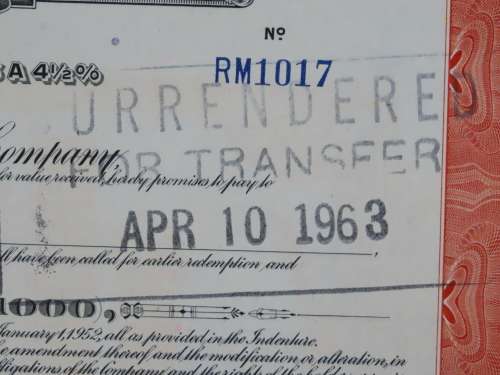 Nº
A 4½% RM1017
URRENDERED
Company
FOR TRANSFER
for value received, hereby promises to pay to
APR 10 1963
ll have been called for earlier redemption, and
1000,
January 1, 1952, all as provided in the Indenture.
e amendment thereof and the modification or alteration, in
bligations of the Company and the rights of the